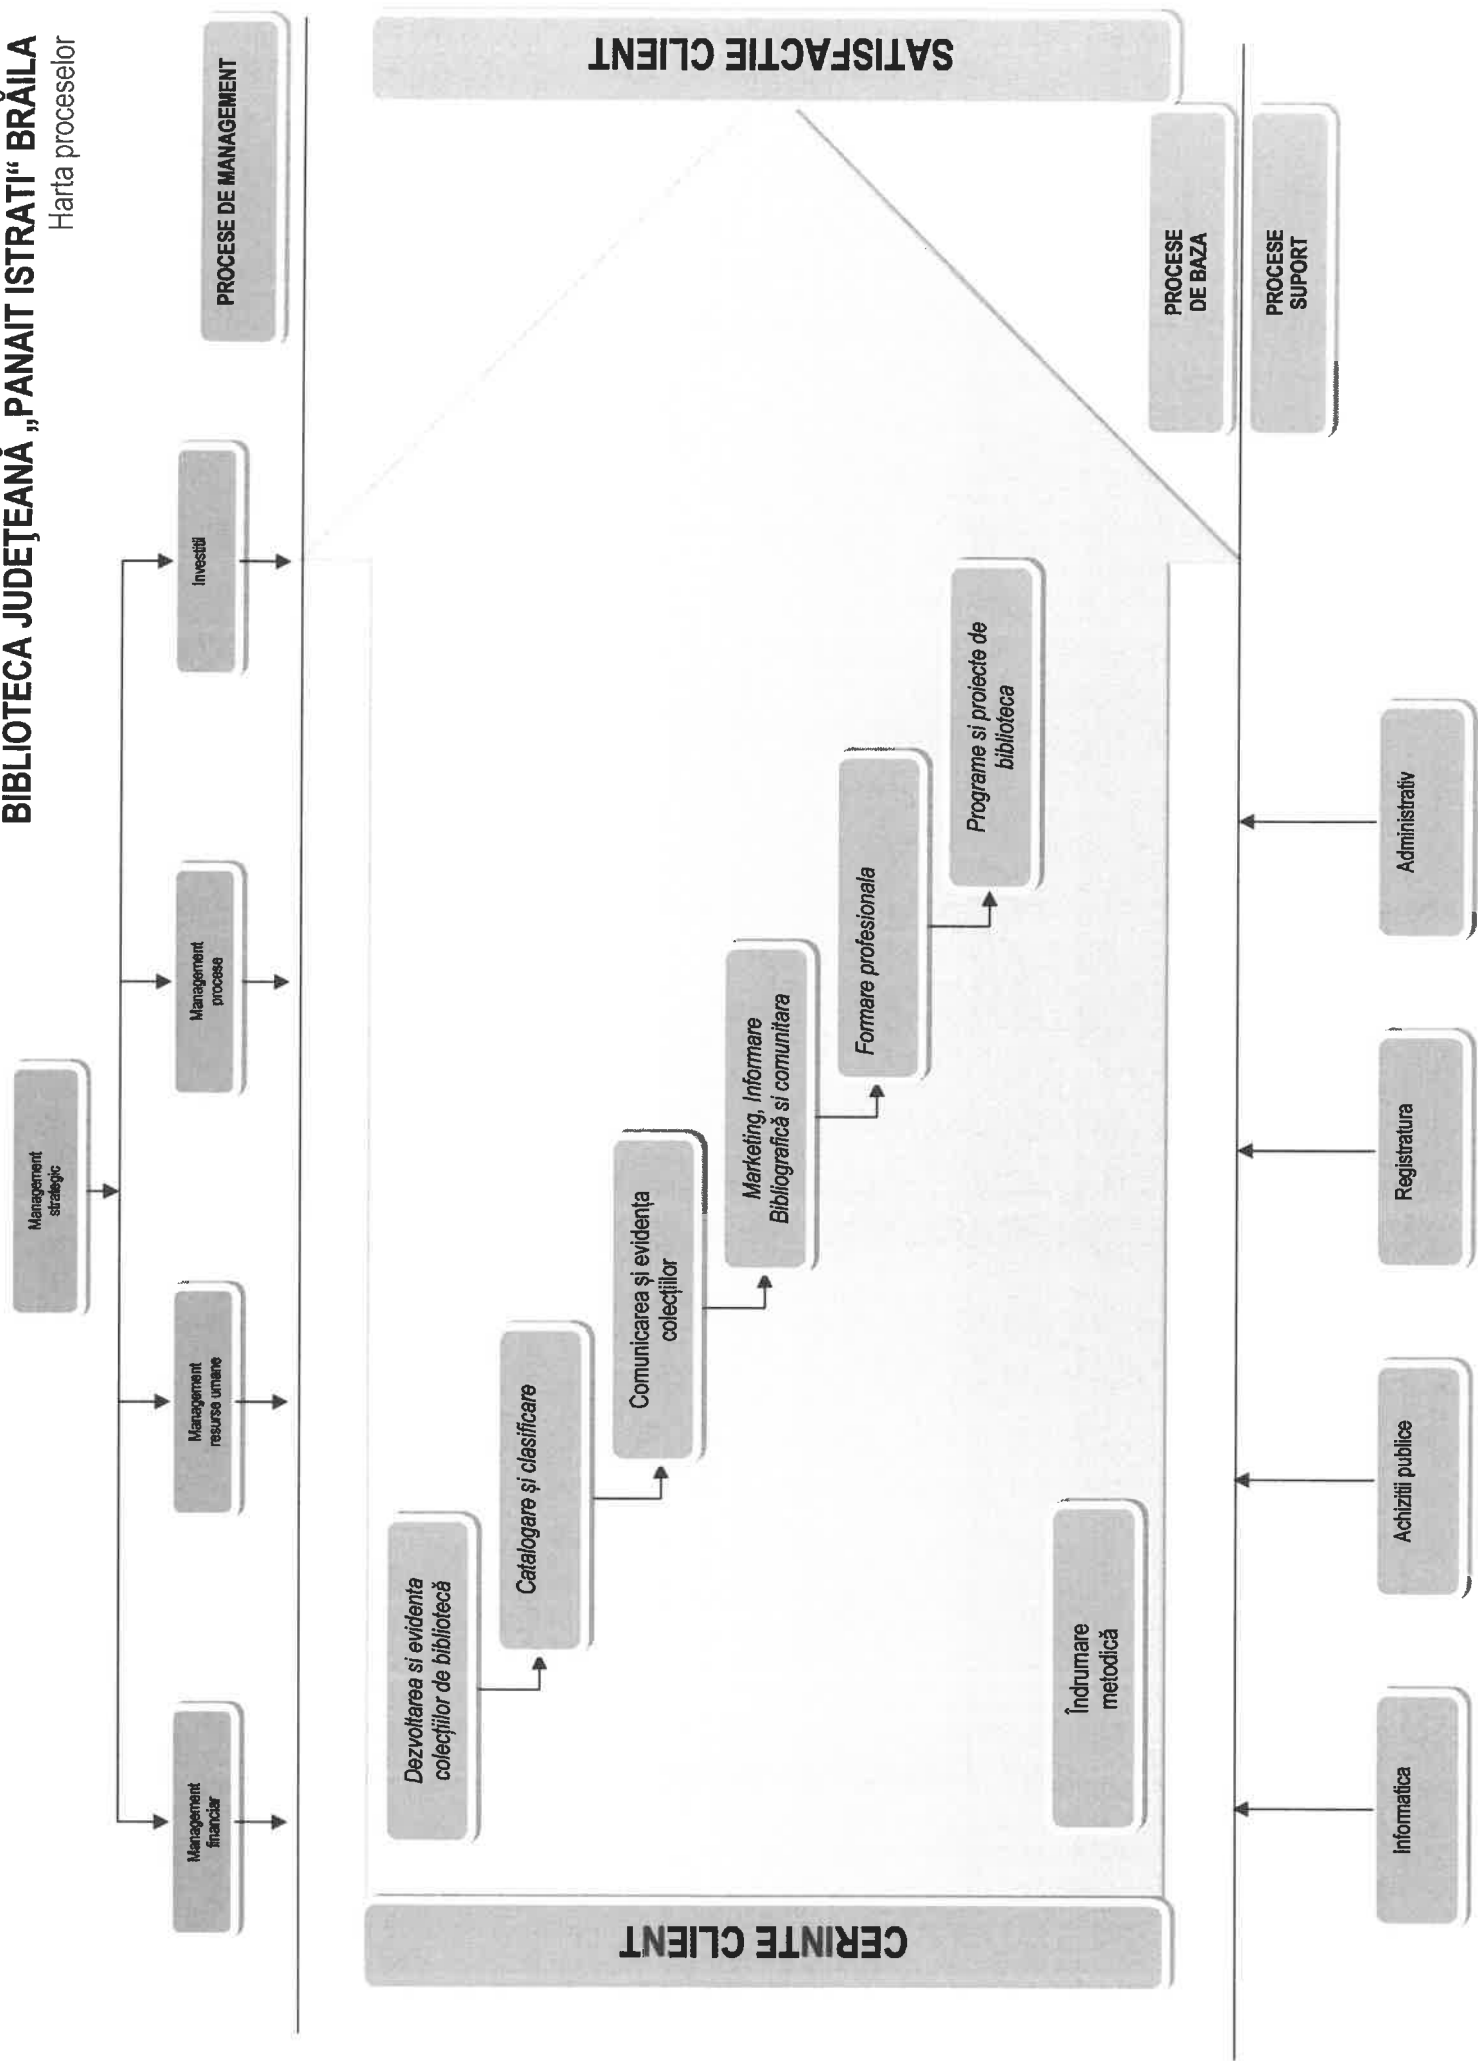 BIBLIOTECA JUDEŢEANĂ „PANAIT ISTRATI“ BRĂILA
Harta proceselor
Management
strategic
Management
financiar
Management
resurse umane
Management
procese
Investitii
PROCESE DE MANAGEMENT
CERINTE CLIENT
Dezvoltarea si evidenta
colecțiilor de bibliotecă
Catalogare și clasificare
Comunicarea și evidența
colecțiilor
Marketing, Informare
Bibliografică si comunitara
Formare profesionala
Programe si proiecte de
biblioteca
Îndrumare
metodică
SATISFACTIE CLIENT
PROCESE
DE BAZA
PROCESE
SUPORT
Informatica
Achizitii publice
Registratura
Administrativ